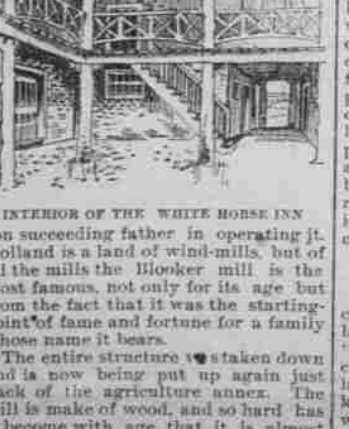 INTERIOR OF THE WHITE HORSE INN
on succeeding father in operating it.
olland is a land of wind-mills, but of
l the mills the Blooker mill is the
ost famous, not only for its age but
om the fact that it was the starting-
oint of fame and fortune for a family
hose name it bears.
The entire structure was taken down
nd is now being put up again just
ack of the agriculture annex. The
ill is make of wood, and so hard has
become with age that it is almost